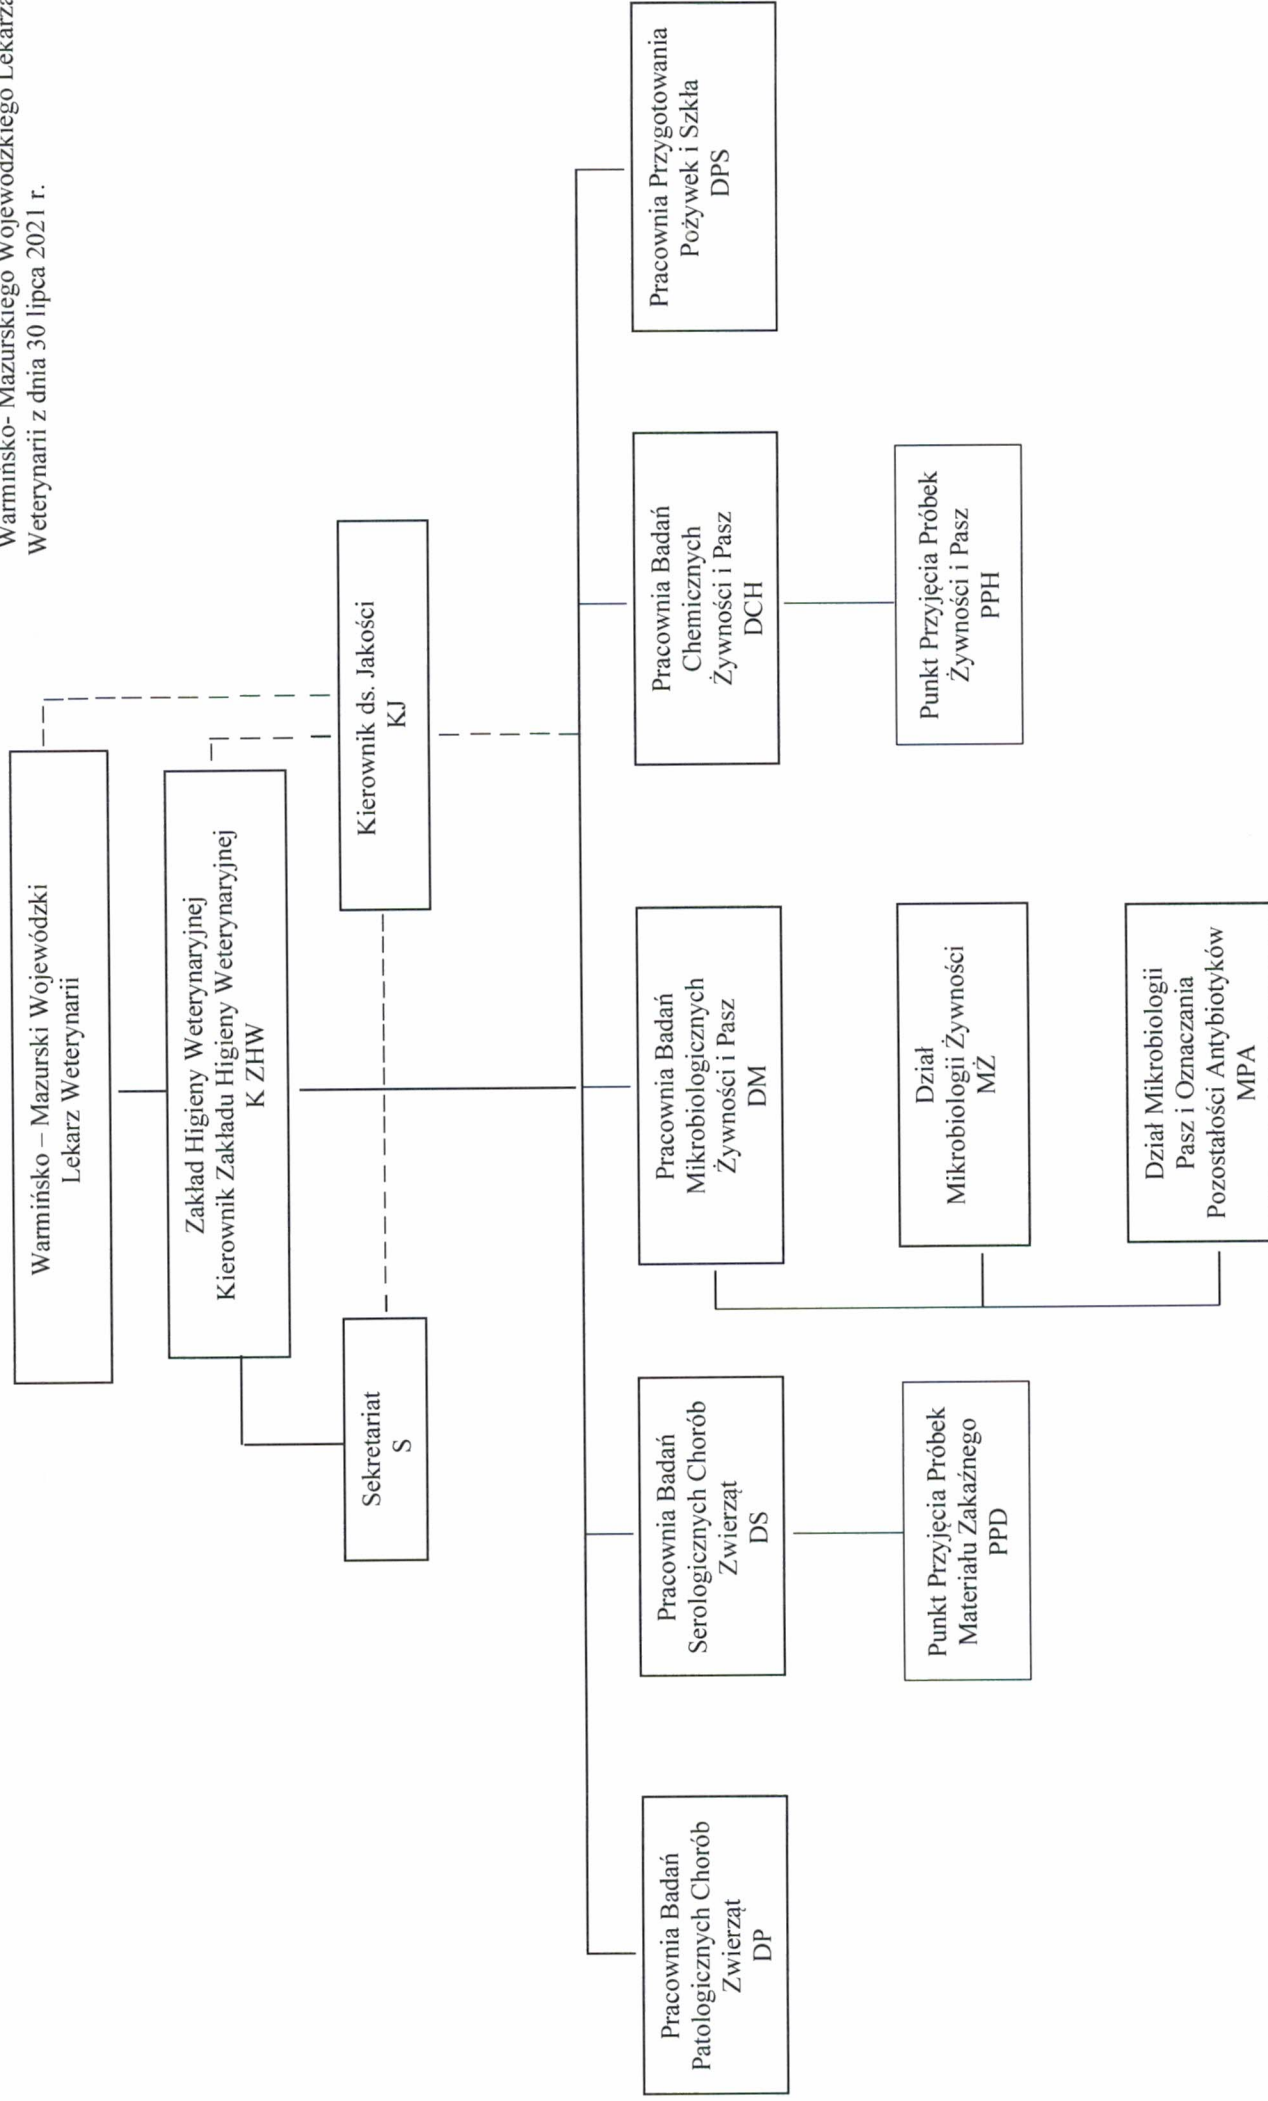 Warmińsko- Mazurskiego Wojewódzkiego Lekarza
Weterynarii z dnia 30 lipca 2021 r.
Warmińsko – Mazurski Wojewódzki
Lekarz Weterynarii
Zakład Higieny Weterynaryjnej
Kierownik Zakładu Higieny Weterynaryjnej
K ZHW
Sekretariat
S
Kierownik ds. Jakości
KJ
Pracownia Badań
Patologicznych Chorób
Zwierząt
DP
Pracownia Badań
Serologicznych Chorób
Zwierząt
DS
Pracownia Badań
Mikrobiologicznych
Żywności i Pasz
DM
Pracownia Badań
Chemicznych
Żywności i Pasz
DCH
Pracownia Przygotowania
Pożywek i Szkła
DPS
Punkt Przyjęcia Próbek
Materiału Zakaźnego
PPD
Dział
Mikrobiologii Żywności
MŻ
Punkt Przyjęcia Próbek
Żywności i Pasz
PPH
Dział Mikrobiologii
Pasz i Oznaczania
Pozostałości Antybiotyków
MPA